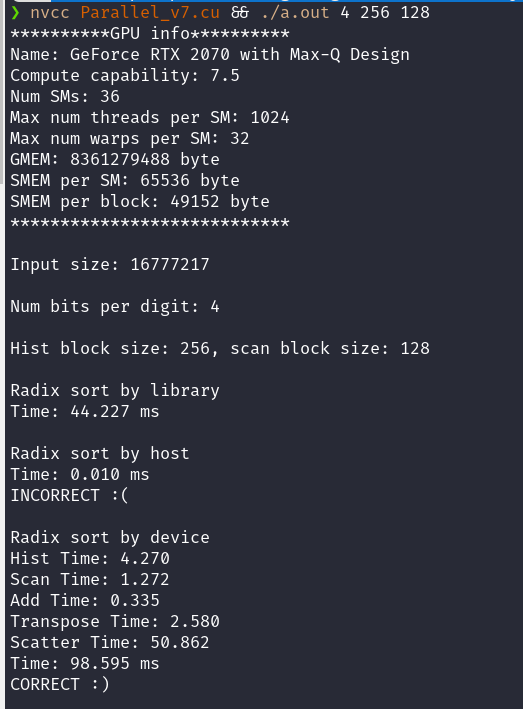 ❯ nvcc Parallel_v7.cu && ./a.out 4 256 128
**********GPU info**********
Name: GeForce RTX 2070 with Max-Q Design
Compute capability: 7.5
Num SMs: 36
Max num threads per SM: 1024
Max num warps per SM: 32
GMEM: 8361279488 byte
SMEM per SM: 65536 byte
SMEM per block: 49152 byte
****************************
Input size: 16777217
Num bits per digit: 4
Hist block size: 256, scan block size: 128
Radix sort by library
Time: 44.227 ms
Radix sort by host
Time: 0.010 ms
INCORRECT :(
Radix sort by device
Hist Time: 4.270
Scan Time: 1.272
Add Time: 0.335
Transpose Time: 2.580
Scatter Time: 50.862
Time: 98.595 ms
CORRECT :)